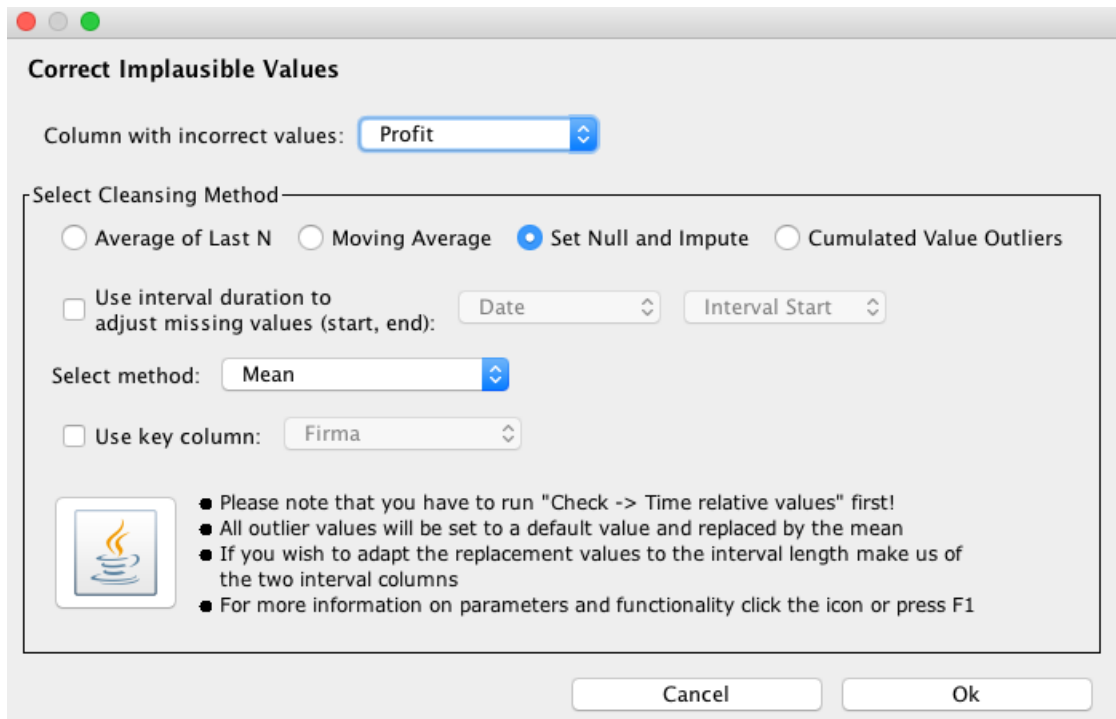 Correct Implausible Values
Column with incorrect values: Profit
Select Cleansing Method
Average of Last N Moving Average Set Null and Impute Cumulated Value Outliers
Use interval duration to
adjust missing values (start, end): Date Interval Start
Select method: Mean
Use key column: Firma
● Please note that you have to run "Check -> Time relative values" first!
● All outlier values will be set to a default value and replaced by the mean
● If you wish to adapt the replacement values to the interval length make us of
the two interval columns
● For more information on parameters and functionality click the icon or press F1
Cancel Ok